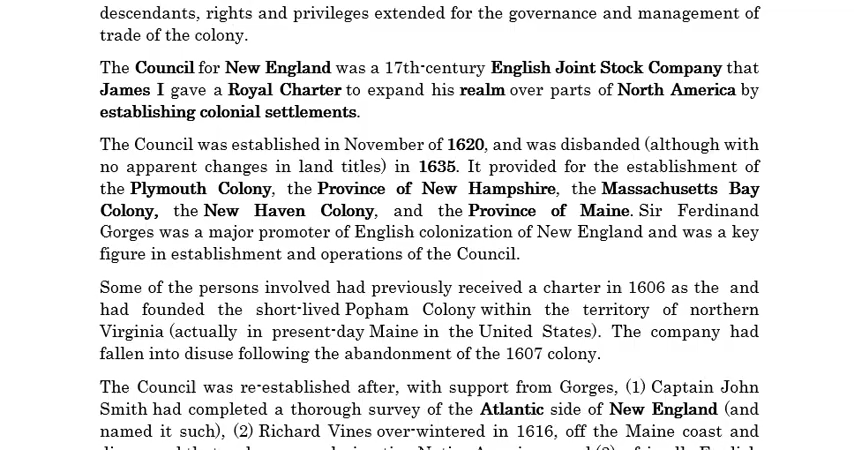 descendants, rights and privileges extended for the governance and management of
trade of the colony.
The Council for New England was a 17th-century English Joint Stock Company that
James I gave a Royal Charter to expand his realm over parts of North America by
establishing colonial settlements.
The Council was established in November of 1620, and was disbanded (although with
no apparent changes in land titles) in 1635. It provided for the establishment of
the Plymouth Colony, the Province of New Hampshire, the Massachusetts Bay
Colony, the New Haven Colony, and the Province of Maine. Sir Ferdinand
Gorges was a major promoter of English colonization of New England and was a key
figure in establishment and operations of the Council.
Some of the persons involved had previously received a charter in 1606 as the and
had founded the short-lived Popham Colony within the territory of northern
Virginia (actually in present-day Maine in the United States). The company had
fallen into disuse following the abandonment of the 1607 colony.
The Council was re-established after, with support from Gorges, (1) Captain John
Smith had completed a thorough survey of the Atlantic side of New England (and
named it such), (2) Richard Vines over-wintered in 1616, off the Maine coast and